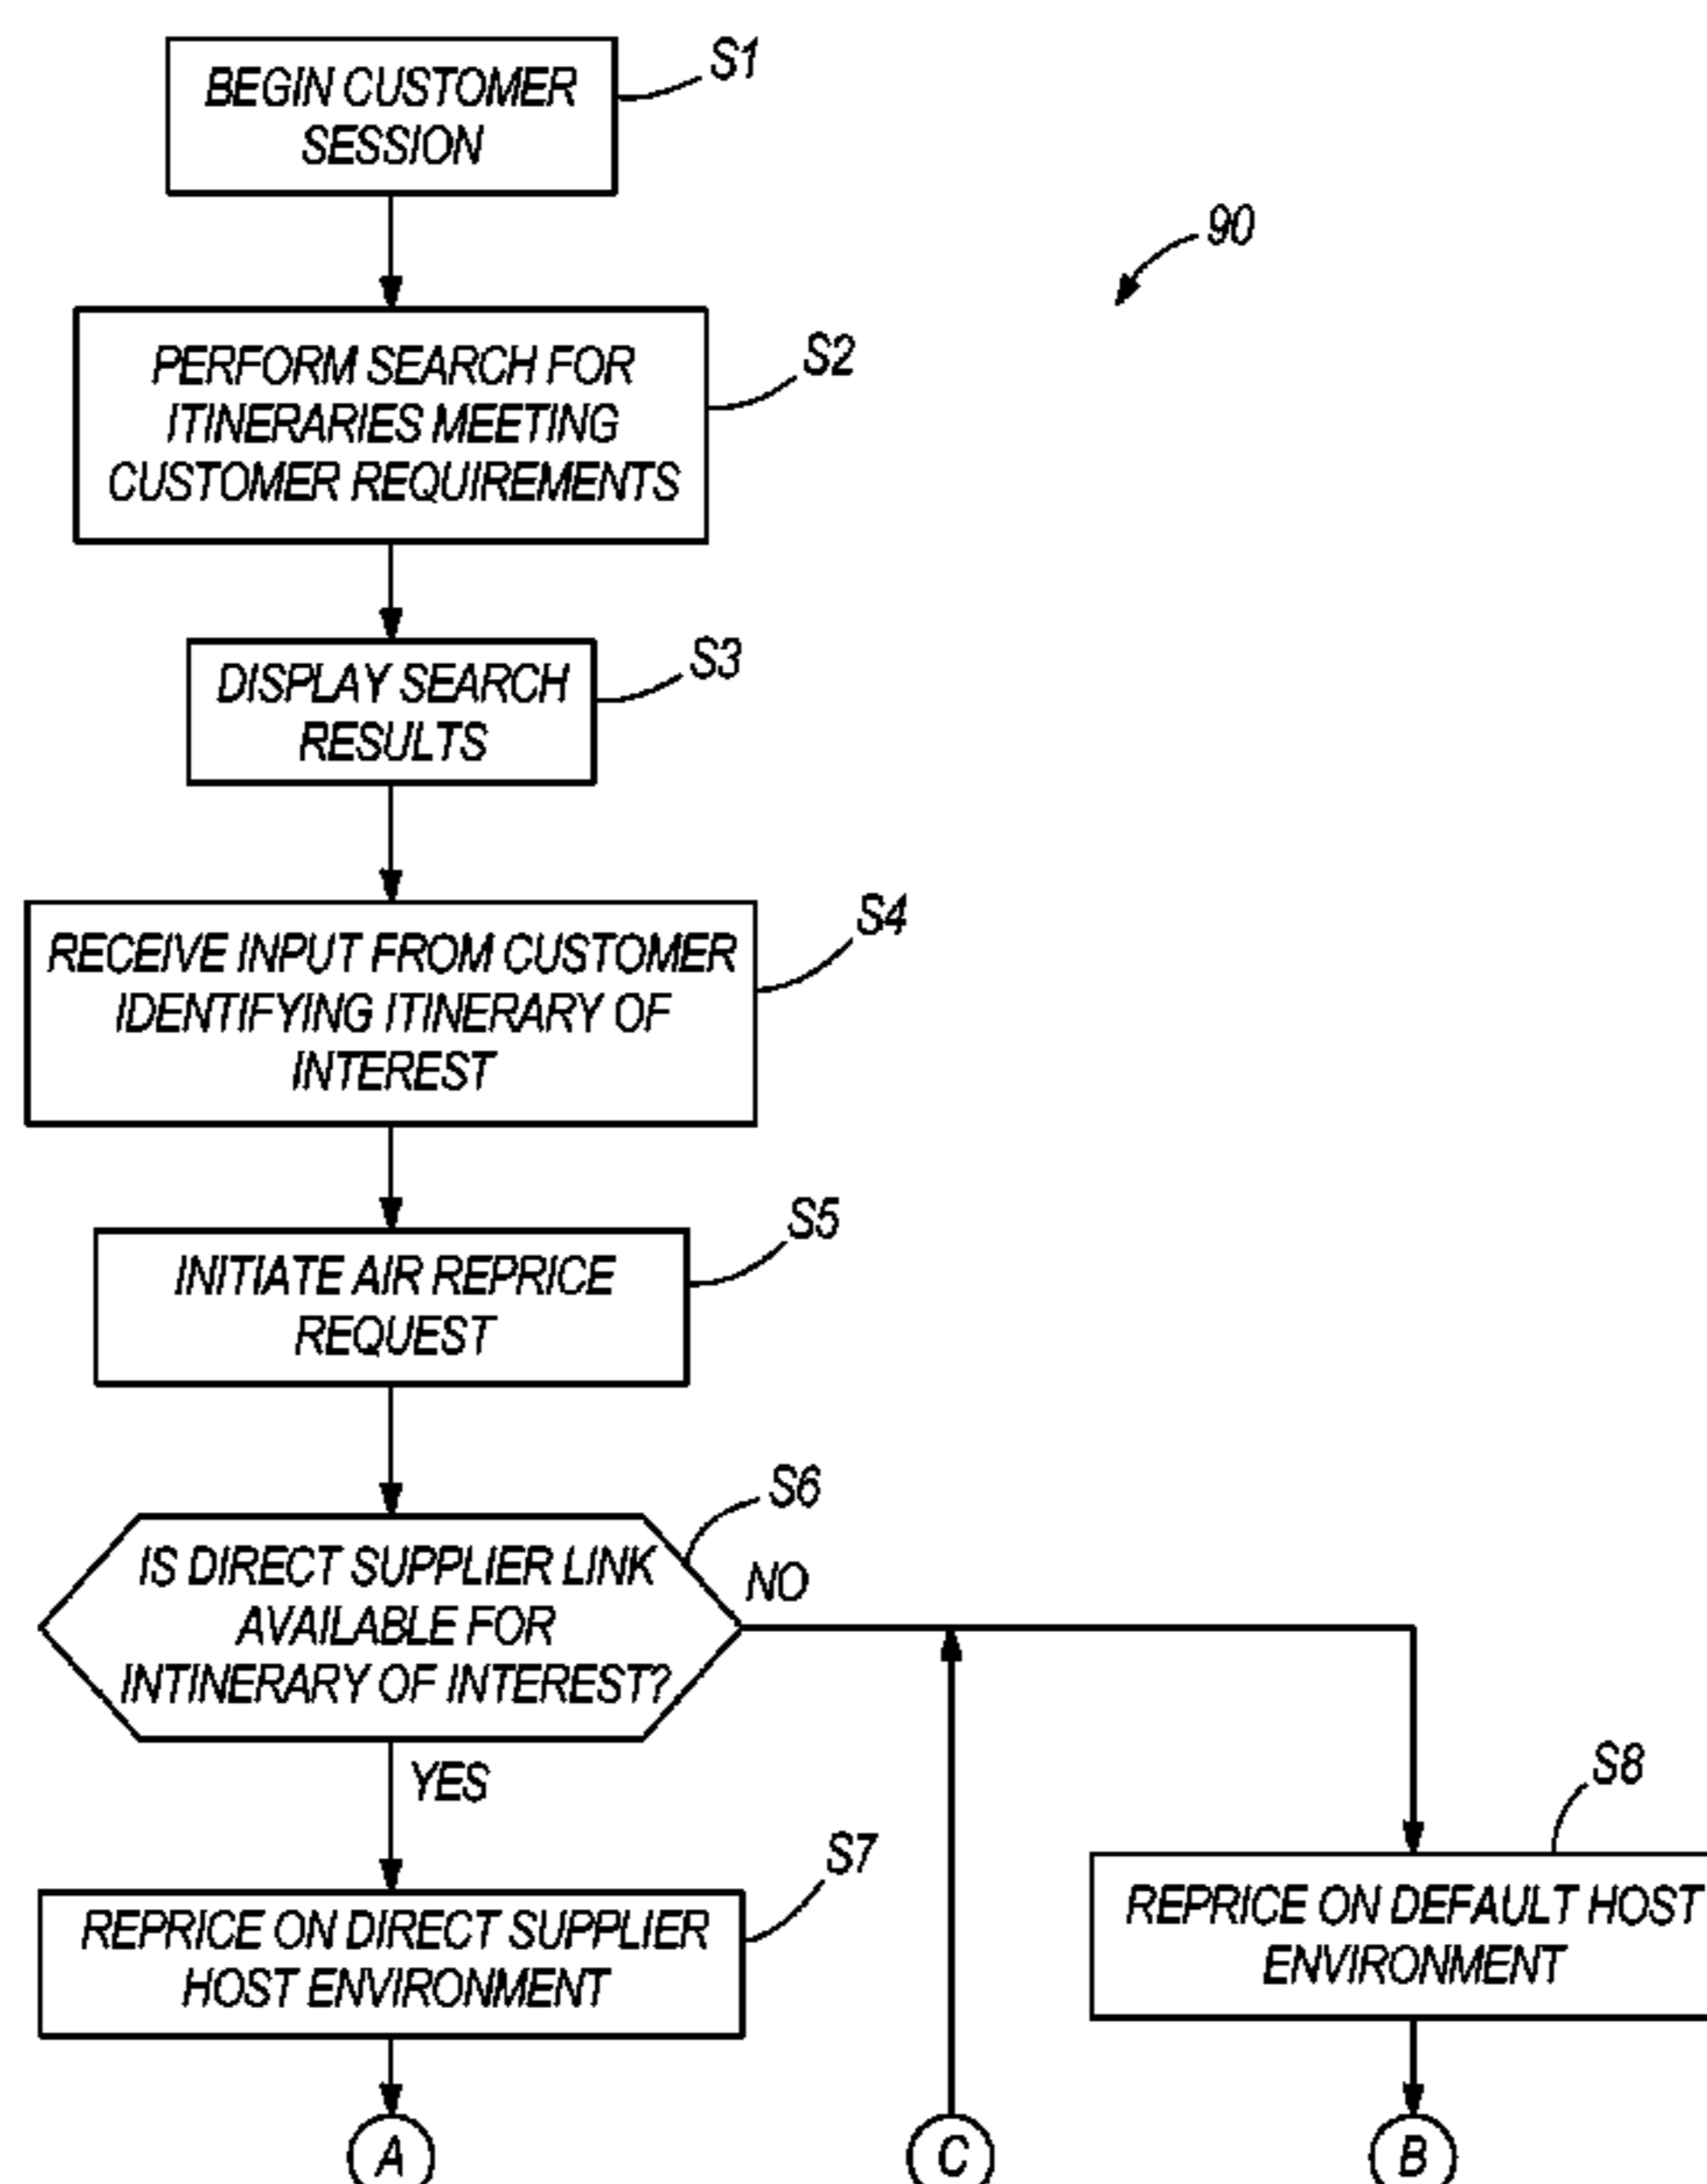 BEGIN CUSTOMER
SESSION
S1
90
PERFORM SEARCH FOR
ITINERARIES MEETING
CUSTOMER REQUIREMENTS
S2
DISPLAY SEARCH
RESULTS
S3
RECEIVE INPUT FROM CUSTOMER
IDENTIFYING ITINERARY OF
INTEREST
S4
INITIATE AIR REPRICE
REQUEST
S5
IS DIRECT SUPPLIER LINK
AVAILABLE FOR
INTINERARY OF INTEREST?
S6
NO
YES
REPRICE ON DIRECT SUPPLIER
HOST ENVIRONMENT
S7
REPRICE ON DEFAULT HOST
ENVIRONMENT
S8
A
C
B